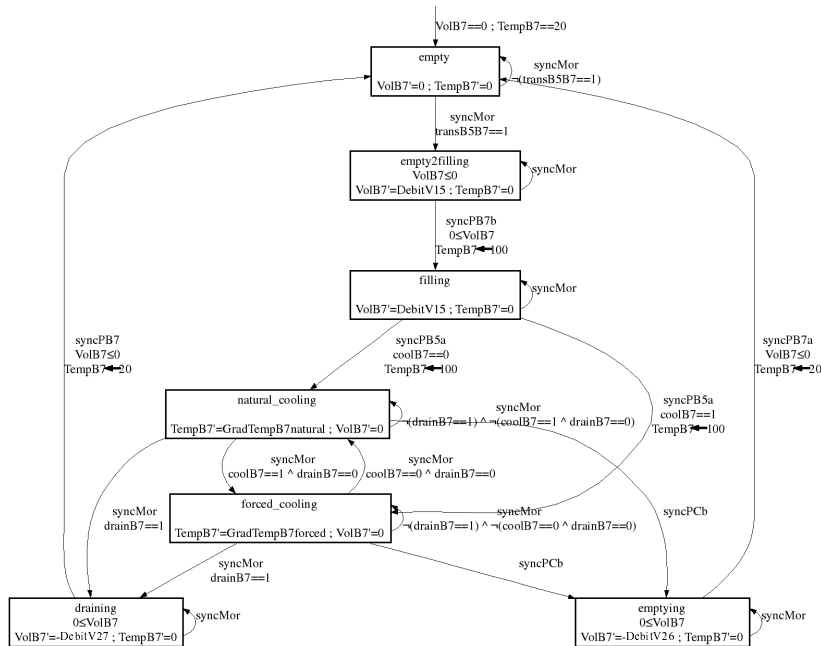 VolB7==0 ; TempB7==20
empty
VolB7'=0 ; TempB7'=0
syncMor
¬(transB5B7==1)
syncMor
transB5B7==1
empty2filling
VolB7≤0
VolB7'=DebitV15 ; TempB7'=0
syncMor
syncPB7b
0≤VolB7
TempB7←100
filling
VolB7'=DebitV15 ; TempB7'=0
syncMor
syncPB7
VolB7≤0
TempB7←20
syncPB5a
coolB7==0
TempB7←100
syncPB7a
VolB7≤0
TempB7←20
syncPB5a
coolB7==1
TempB7←100
natural_cooling
TempB7'=GradTempB7natural ; VolB7'=0
syncMor
¬(drainB7==1) ^ ¬(coolB7==1 ^ drainB7==0)
syncMor
coolB7==1 ^ drainB7==0
syncMor
coolB7==0 ^ drainB7==0
forced_cooling
TempB7'=GradTempB7forced ; VolB7'=0
syncMor
¬(drainB7==1) ^ ¬(coolB7==0 ^ drainB7==0)
syncMor
drainB7==1
syncPCb
syncMor
drainB7==1
syncPCb
draining
0≤VolB7
VolB7'=-DebitV27 ; TempB7'=0
syncMor
emptying
0≤VolB7
VolB7'=-DebitV26 ; TempB7'=0
syncMor